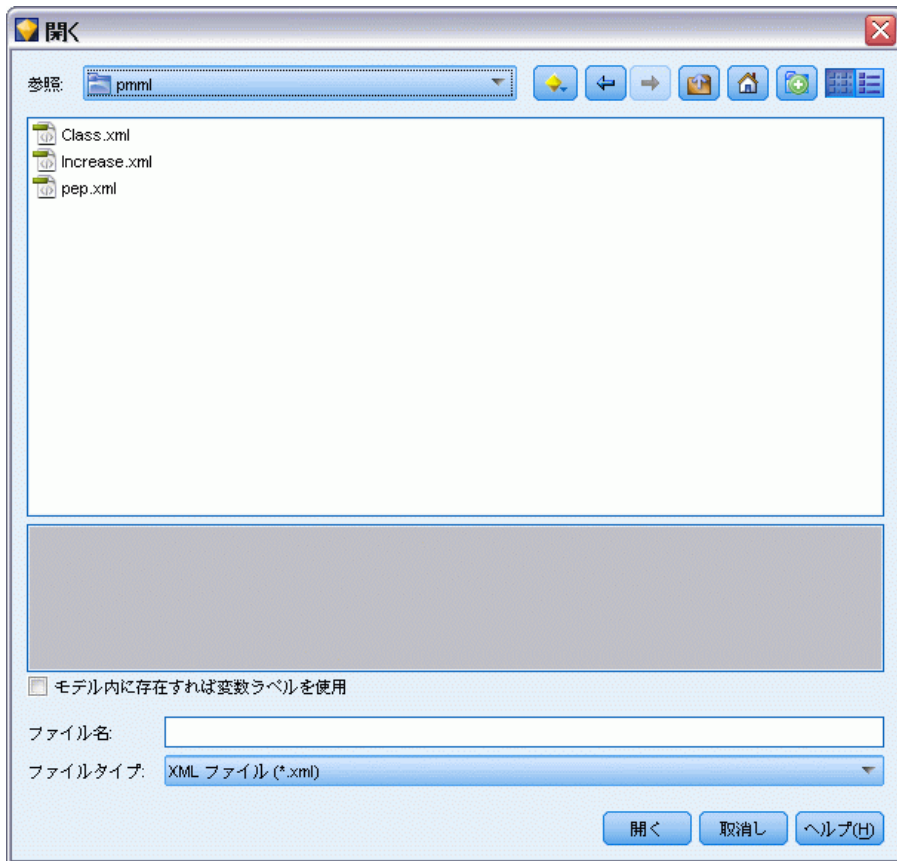 開く
参照: pmml
Class.xml
Increase.xml
pep.xml
モデル内に存在すれば変数ラベルを使用
ファイル名:
ファイルタイプ: XML ファイル (*.xml)
開く 取消し ヘルプ(H)